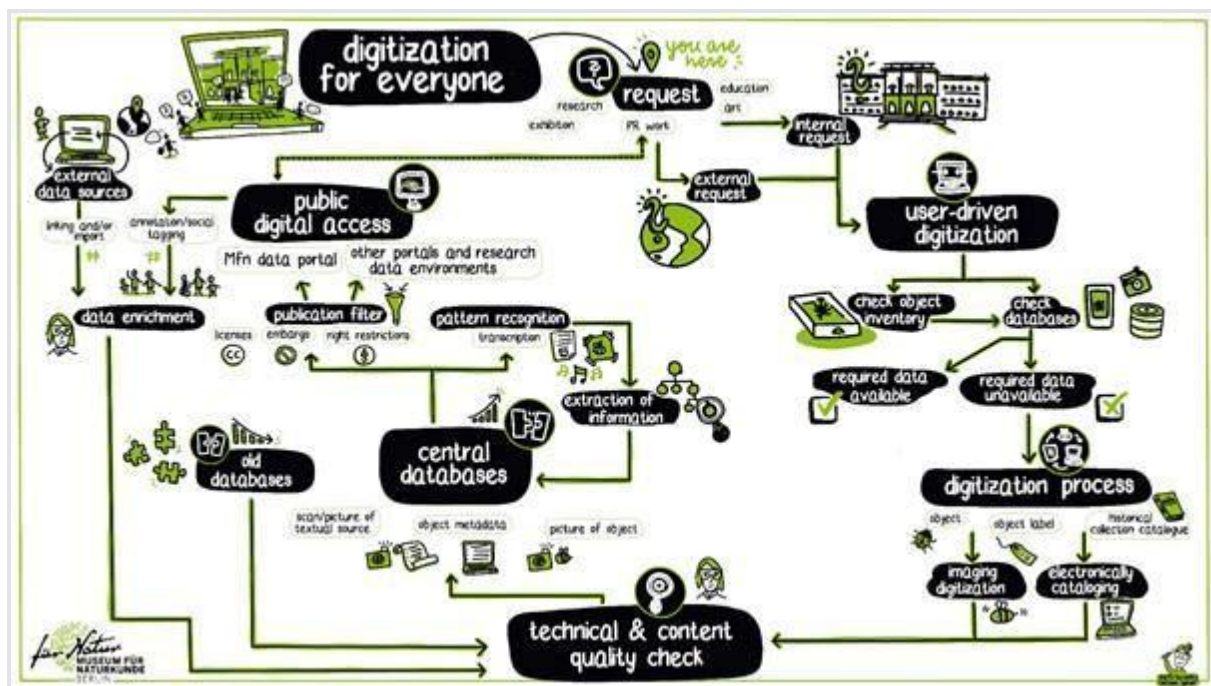 digitization
for everyone
you are
here
request
research
education
exhibiton
PR work
art
internal
request
external
request
external
data sources
linking and/or
import
annotation/social
tagging
public
digital access
Mfn data portal
other portals and research
data environments
user-driven
digitization
data enrichment
publication filter
licenses
embargo
right restrictions
cc
pattern recognition
transcription
check object
inventory
check
databases
required data
available
required data
unavailable
extraction of
information
old
databases
central
databases
digitization process
scan/picture of
textual source
object metadata
picture of object
object
object label
historical
collection catalogue
imaging
digitization
electronically
cataloging
technical & content
quality check
für Natur
MUSEUM FÜR
NATURKUNDE
BERLIN